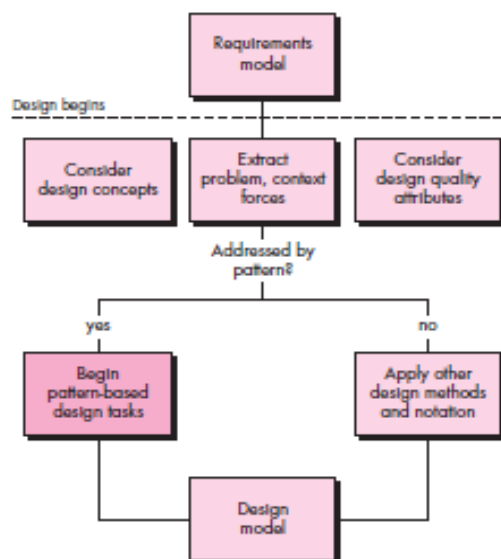 Requirements
model
Design begins
Consider
design concepts
Extract
problem, context
forces
Consider
design quality
attributes
Addressed by
pattern?
yes
no
Begin
pattern-based
design tasks
Apply other
design methods
and notation
Design
model